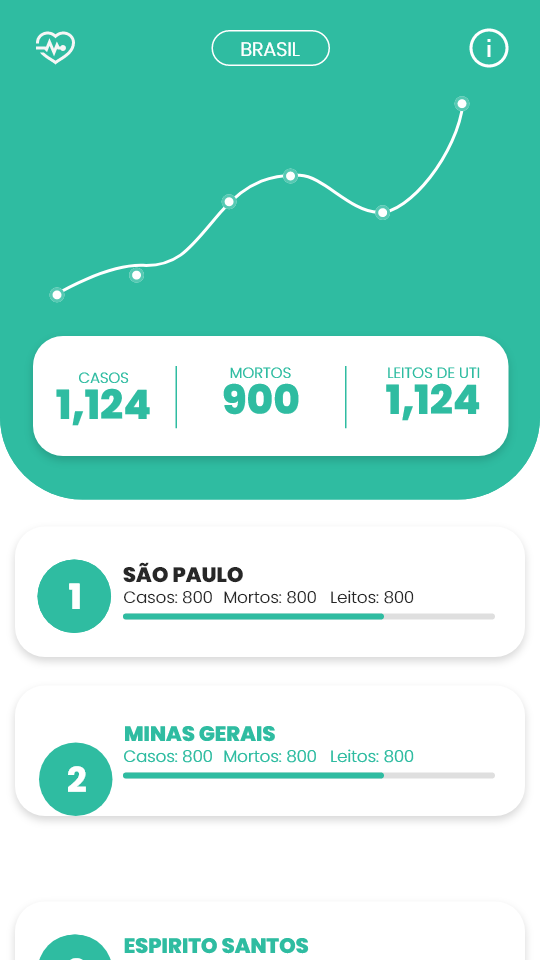 BRASIL
i
CASOS
1,124
MORTOS
900
LEITOS DE UTI
1,124
1
SÃO PAULO
Casos: 800 Mortos: 800 Leitos: 800
2
MINAS GERAIS
Casos: 800 Mortos: 800 Leitos: 800
ESPIRITO SANTOS